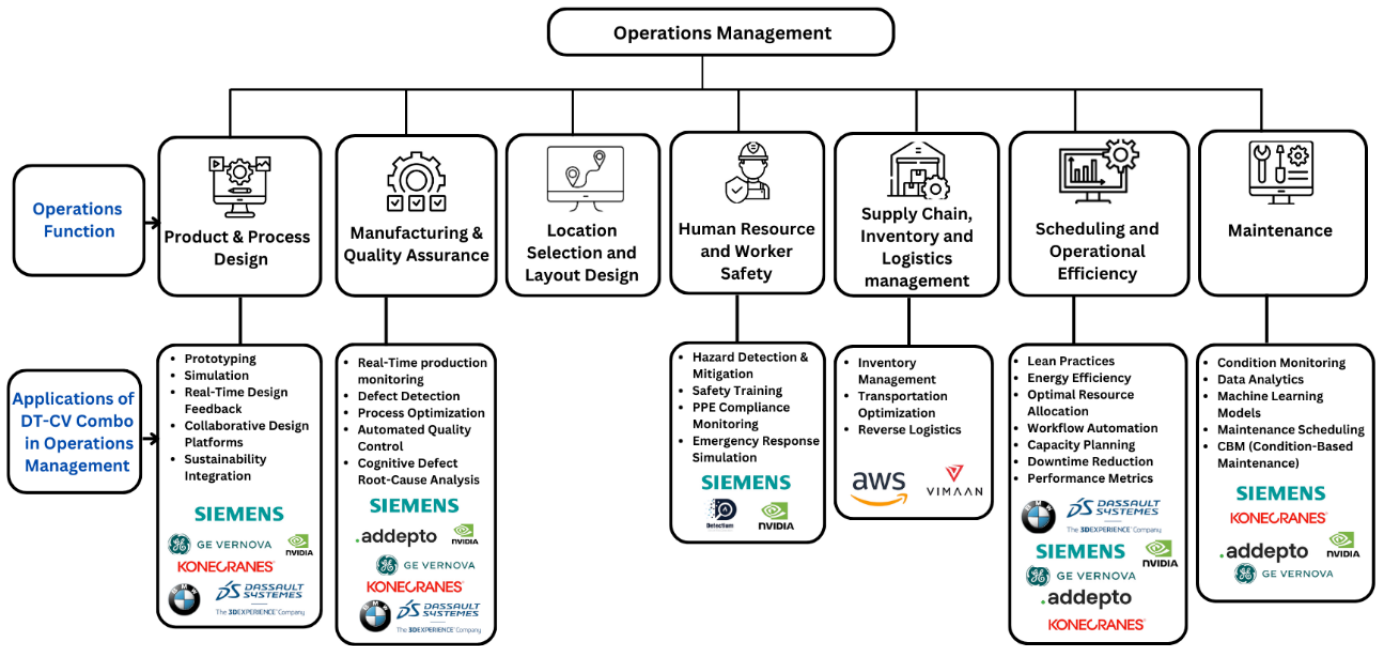 Operations Management
Operations
Function
Product & Process
Design
Manufacturing &
Quality Assurance
Location
Selection and
Layout Design
Human Resource
and Worker
Safety
Supply Chain,
Inventory and
Logistics
management
Scheduling and
Operational
Efficiency
Maintenance
Applications of
DT-CV Combo
in Operations
Management
• Prototyping
• Simulation
• Real-Time Design
Feedback
• Collaborative Design
Platforms
• Sustainability
Integration
SIEMENS
GE VERNOVA
NVIDIA
KONECRANES
BMW
DASSAULT
SYSTEMES
The 3DEXPERIENCE Company
• Real-Time production
monitoring
• Defect Detection
• Process Optimization
• Automated Quality
Control
• Cognitive Defect
Root-Cause Analysis
SIEMENS
.addepto
NVIDIA
GE VERNOVA
KONECRANES
BMW
DASSAULT
SYSTEMES
The 3DEXPERIENCE Company
• Hazard Detection &
Mitigation
• Safety Training
• PPE Compliance
Monitoring
• Emergency Response
Simulation
SIEMENS
Detectium
NVIDIA
• Inventory
Management
• Transportation
Optimization
• Reverse Logistics
aws
VIMAAN
• Lean Practices
• Energy Efficiency
• Optimal Resource
Allocation
• Workflow Automation
• Capacity Planning
• Downtime Reduction
• Performance Metrics
BMW
DASSAULT
SYSTEMES
The 3DEXPERIENCE Company
SIEMENS
NVIDIA
GE VERNOVA
.addepto
KONECRANES
• Condition Monitoring
• Data Analytics
• Machine Learning
Models
• Maintenance Scheduling
• CBM (Condition-Based
Maintenance)
SIEMENS
KONECRANES
.addepto
NVIDIA
GE VERNOVA